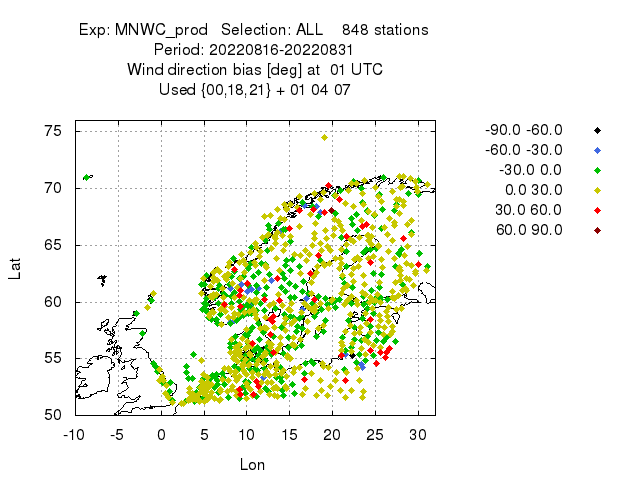 Exp: MNWC_prod Selection: ALL 848 stations
Period: 20220816-20220831
Wind direction bias [deg] at 01 UTC
Used {00,18,21} + 01 04 07
-90.0 -60.0
-60.0 -30.0
-30.0 0.0
0.0 30.0
30.0 60.0
60.0 90.0
75
70
65
60
55
50
Lat
-10 -5 0 5 10 15 20 25 30
Lon